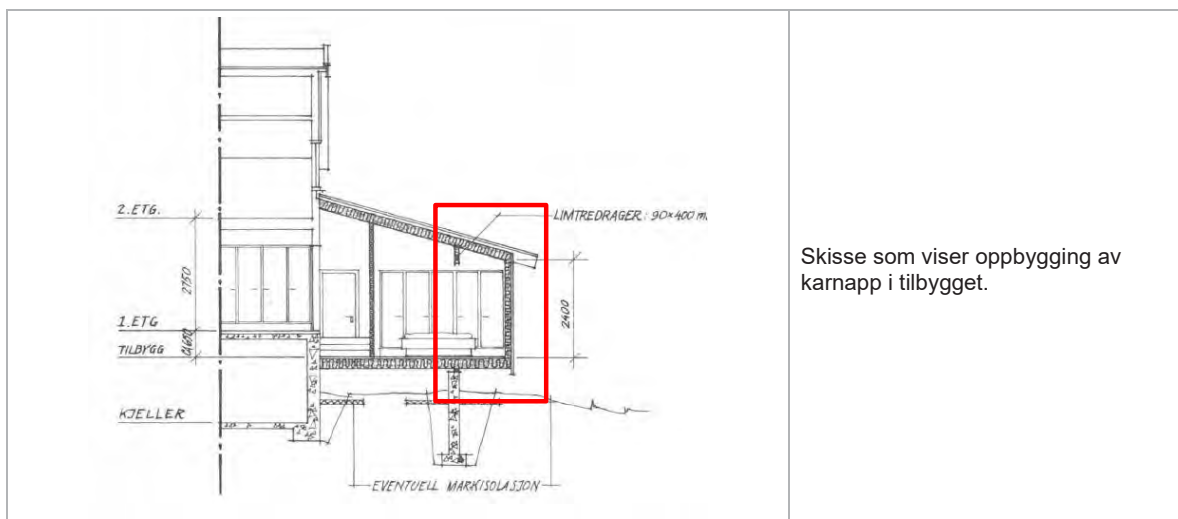 2. ETG.
LIMTREDRAGER: 90×400 m.
2750
2400
1. ETG
TILBYGG
KJELLER
EVENTUELL MARKISOLASJON
Skisse som viser oppbygging av
karnapp i tilbygget.